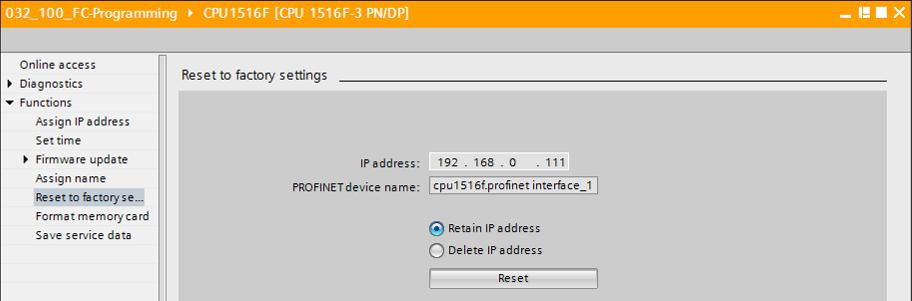 032_100_FC-Programming ▸ CPU1516F [CPU 1516F-3 PN/DP]
Online access
Diagnostics
Functions
Assign IP address
Set time
Firmware update
Assign name
Reset to factory se...
Format memory card
Save service data
Reset to factory settings
IP address: 192 . 168 . 0 . 111
PROFINET device name: cpu1516f.profinet interface_1
Retain IP address
Delete IP address
Reset